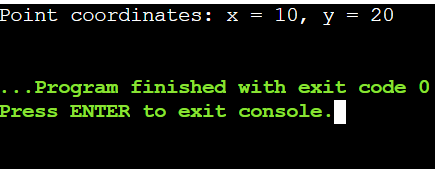 Point coordinates: x = 10, y = 20
...Program finished with exit code 0
Press ENTER to exit console.